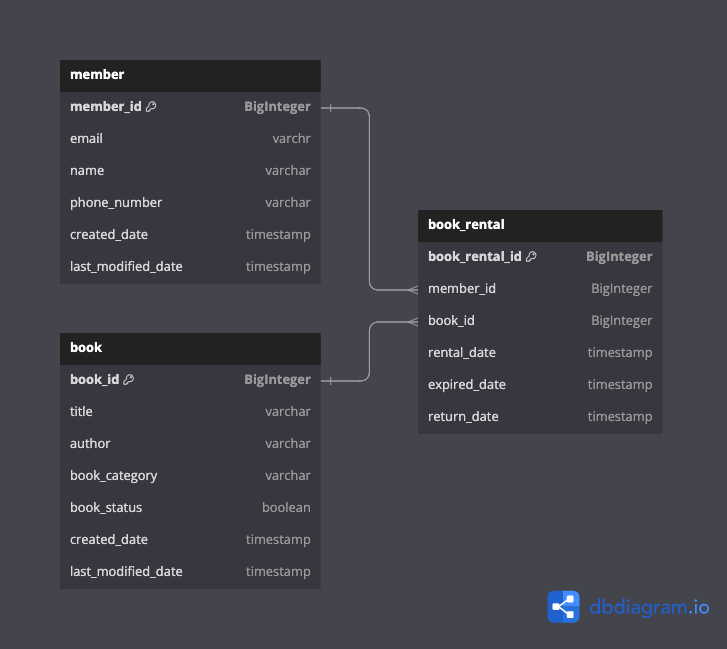 member
member_id BigInteger
email varchr
name varchar
phone_number varchar
created_date timestamp
last_modified_date timestamp
book
book_id BigInteger
title varchar
author varchar
book_category varchar
book_status boolean
created_date timestamp
last_modified_date timestamp
book_rental
book_rental_id BigInteger
member_id BigInteger
book_id BigInteger
rental_date timestamp
expired_date timestamp
return_date timestamp
dbdiagram.io